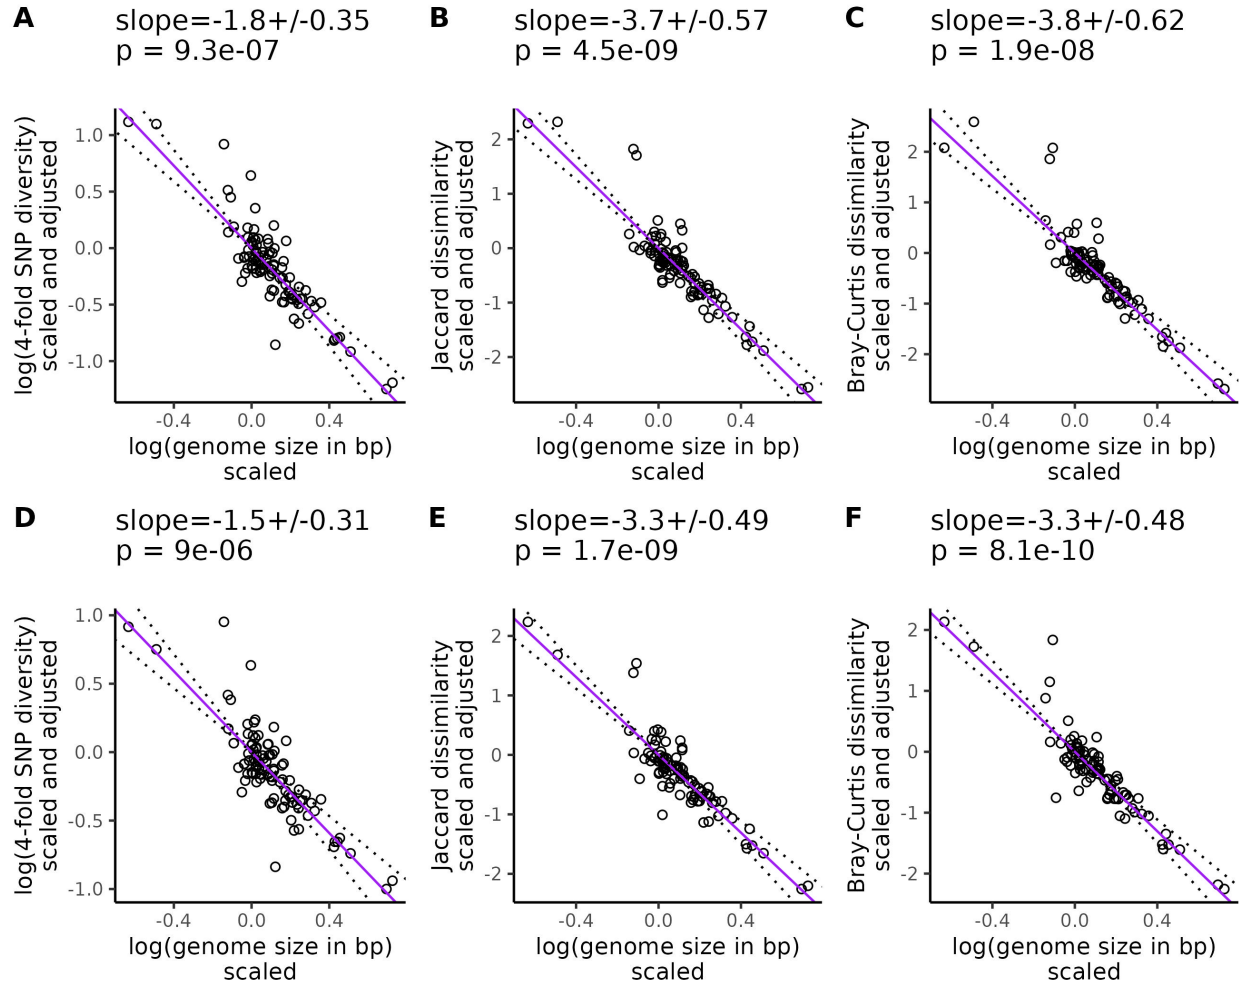 A
slope=-1.8+/-0.35
p = 9.3e-07
log(4-fold SNP diversity)
scaled and adjusted
1.0
0.5
0.0
-0.5
-1.0
-0.4
0.0
0.4
log(genome size in bp)
scaled
B
slope=-3.7+/-0.57
p = 4.5e-09
Jaccard dissimilarity
scaled and adjusted
2
1
0
-1
-2
-0.4
0.0
0.4
log(genome size in bp)
scaled
C
slope=-3.8+/-0.62
p = 1.9e-08
Bray-Curtis dissimilarity
scaled and adjusted
2
1
0
-1
-2
-0.4
0.0
0.4
log(genome size in bp)
scaled
D
slope=-1.5+/-0.31
p = 9e-06
log(4-fold SNP diversity)
scaled and adjusted
1.0
0.5
0.0
-0.5
-1.0
-0.4
0.0
0.4
log(genome size in bp)
scaled
E
slope=-3.3+/-0.49
p = 1.7e-09
Jaccard dissimilarity
scaled and adjusted
2
1
0
-1
-2
-0.4
0.0
0.4
log(genome size in bp)
scaled
F
slope=-3.3+/-0.48
p = 8.1e-10
Bray-Curtis dissimilarity
scaled and adjusted
2
1
0
-1
-2
-0.4
0.0
0.4
log(genome size in bp)
scaled